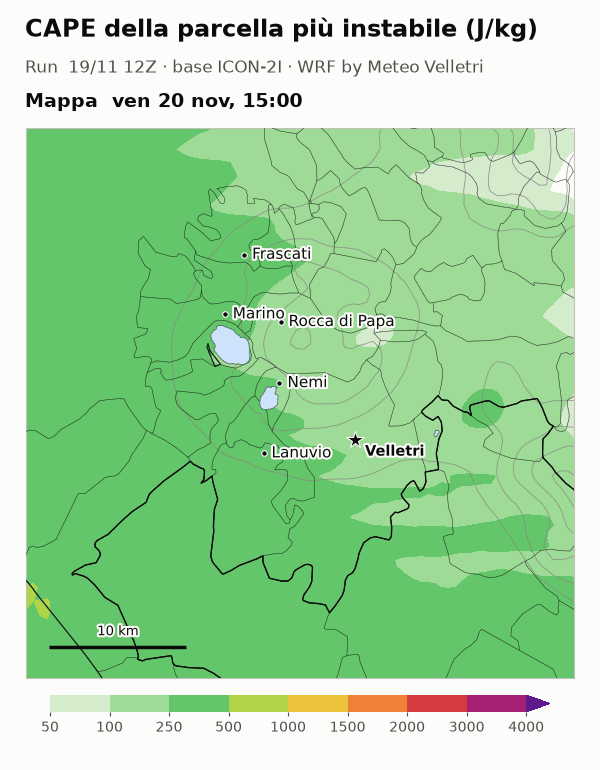 CAPE della parcella più instabile (J/kg)
Run  19/11 12Z · base ICON-2I · WRF by Meteo Velletri
Mappa  ven 20 nov, 15:00
Frascati
Marino
Rocca di Papa
Nemi
Velletri
Lanuvio
10 km
50 100 250 500 1000 1500 2000 3000 4000